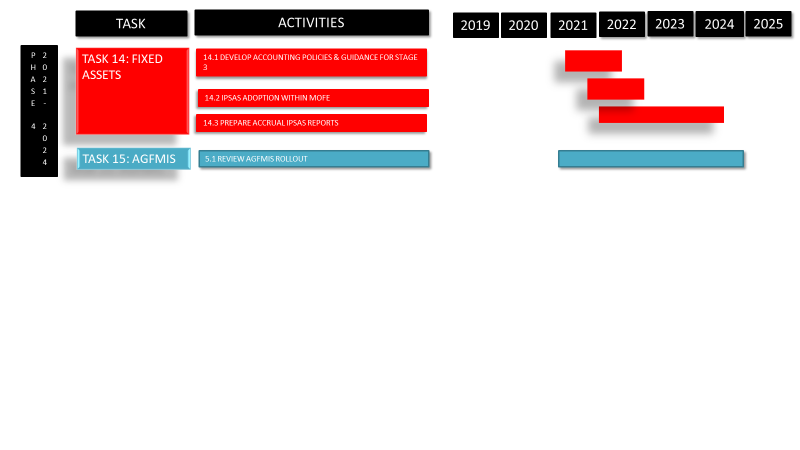 TASK
ACTIVITIES
2019
2020
2021
2022
2023
2024
2025
PHASE 4
2021- 2024
TASK 14: FIXED
ASSETS
14.1 DEVELOP ACCOUNTING POLICIES & GUIDANCE FOR STAGE
3
14.2 IPSAS ADOPTION WITHIN MOFE
14.3 PREPARE ACCRUAL IPSAS REPORTS
TASK 15: AGFMIS
5.1 REVIEW AGFMIS ROLLOUT